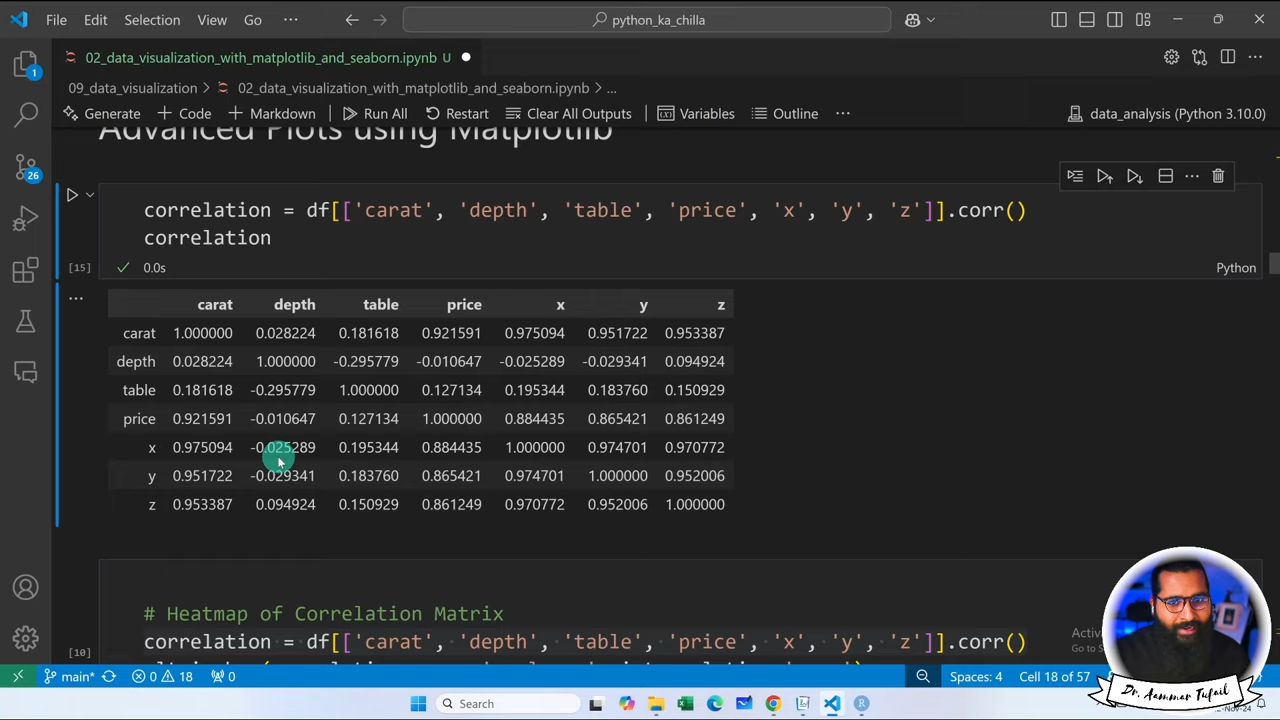 File Edit Selection View Go ··· python_ka_chilla
02_data_visualization_with_matplotlib_and_seaborn.ipynb U
1
09_data_visualization > 02_data_visualization_with_matplotlib_and_seaborn.ipynb > ...
Generate + Code + Markdown Run All Restart Clear All Outputs Variables Outline ··· data_analysis (Python 3.10.0)
Advanced Plots using Matplotlib
26
correlation = df[['carat', 'depth', 'table', 'price', 'x', 'y', 'z']].corr()
correlation
[15] 0.0s Python
carat depth table price x y z
carat 1.000000 0.028224 0.181618 0.921591 0.975094 0.951722 0.953387
depth 0.028224 1.000000 -0.295779 -0.010647 -0.025289 -0.029341 0.094924
table 0.181618 -0.295779 1.000000 0.127134 0.195344 0.183760 0.150929
price 0.921591 -0.010647 0.127134 1.000000 0.884435 0.865421 0.861249
x 0.975094 -0.025289 0.195344 0.884435 1.000000 0.974701 0.970772
y 0.951722 -0.029341 0.183760 0.865421 0.974701 1.000000 0.952006
z 0.953387 0.094924 0.150929 0.861249 0.970772 0.952006 1.000000
# Heatmap of Correlation Matrix
correlation = df[['carat', 'depth', 'table', 'price', 'x', 'y', 'z']].corr()
[10]
main* 0 18 0 Spaces: 4 Cell 18 of 57
Dr. Aammar Tufail
Search